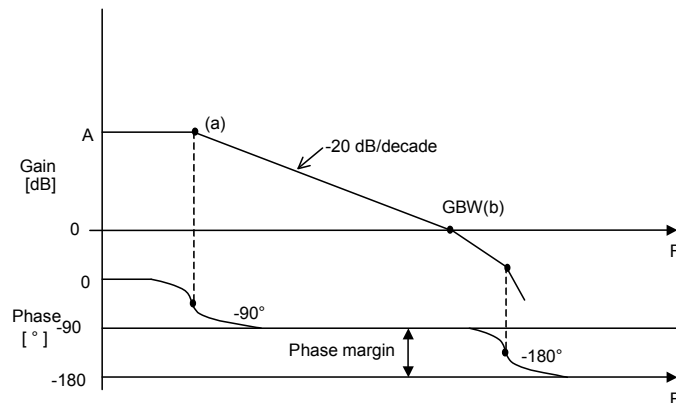 A
(a)
-20 dB/decade
Gain
[dB]
GBW(b)
0
F
0
Phase
[ ° ]
-90
-90°
Phase margin
-180°
-180
F